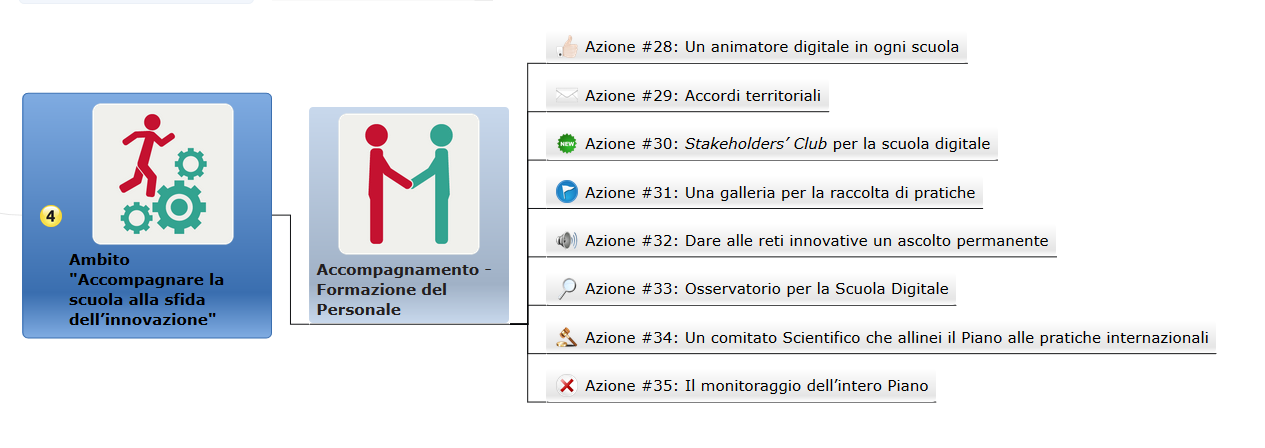 4
Ambito
"Accompagnare la
scuola alla sfida
dell’innovazione"
Accompagnamento -
Formazione del
Personale
Azione #28: Un animatore digitale in ogni scuola
Azione #29: Accordi territoriali
NEW
Azione #30: Stakeholders’ Club per la scuola digitale
Azione #31: Una galleria per la raccolta di pratiche
Azione #32: Dare alle reti innovative un ascolto permanente
Azione #33: Osservatorio per la Scuola Digitale
Azione #34: Un comitato Scientifico che allinei il Piano alle pratiche internazionali
Azione #35: Il monitoraggio dell’intero Piano